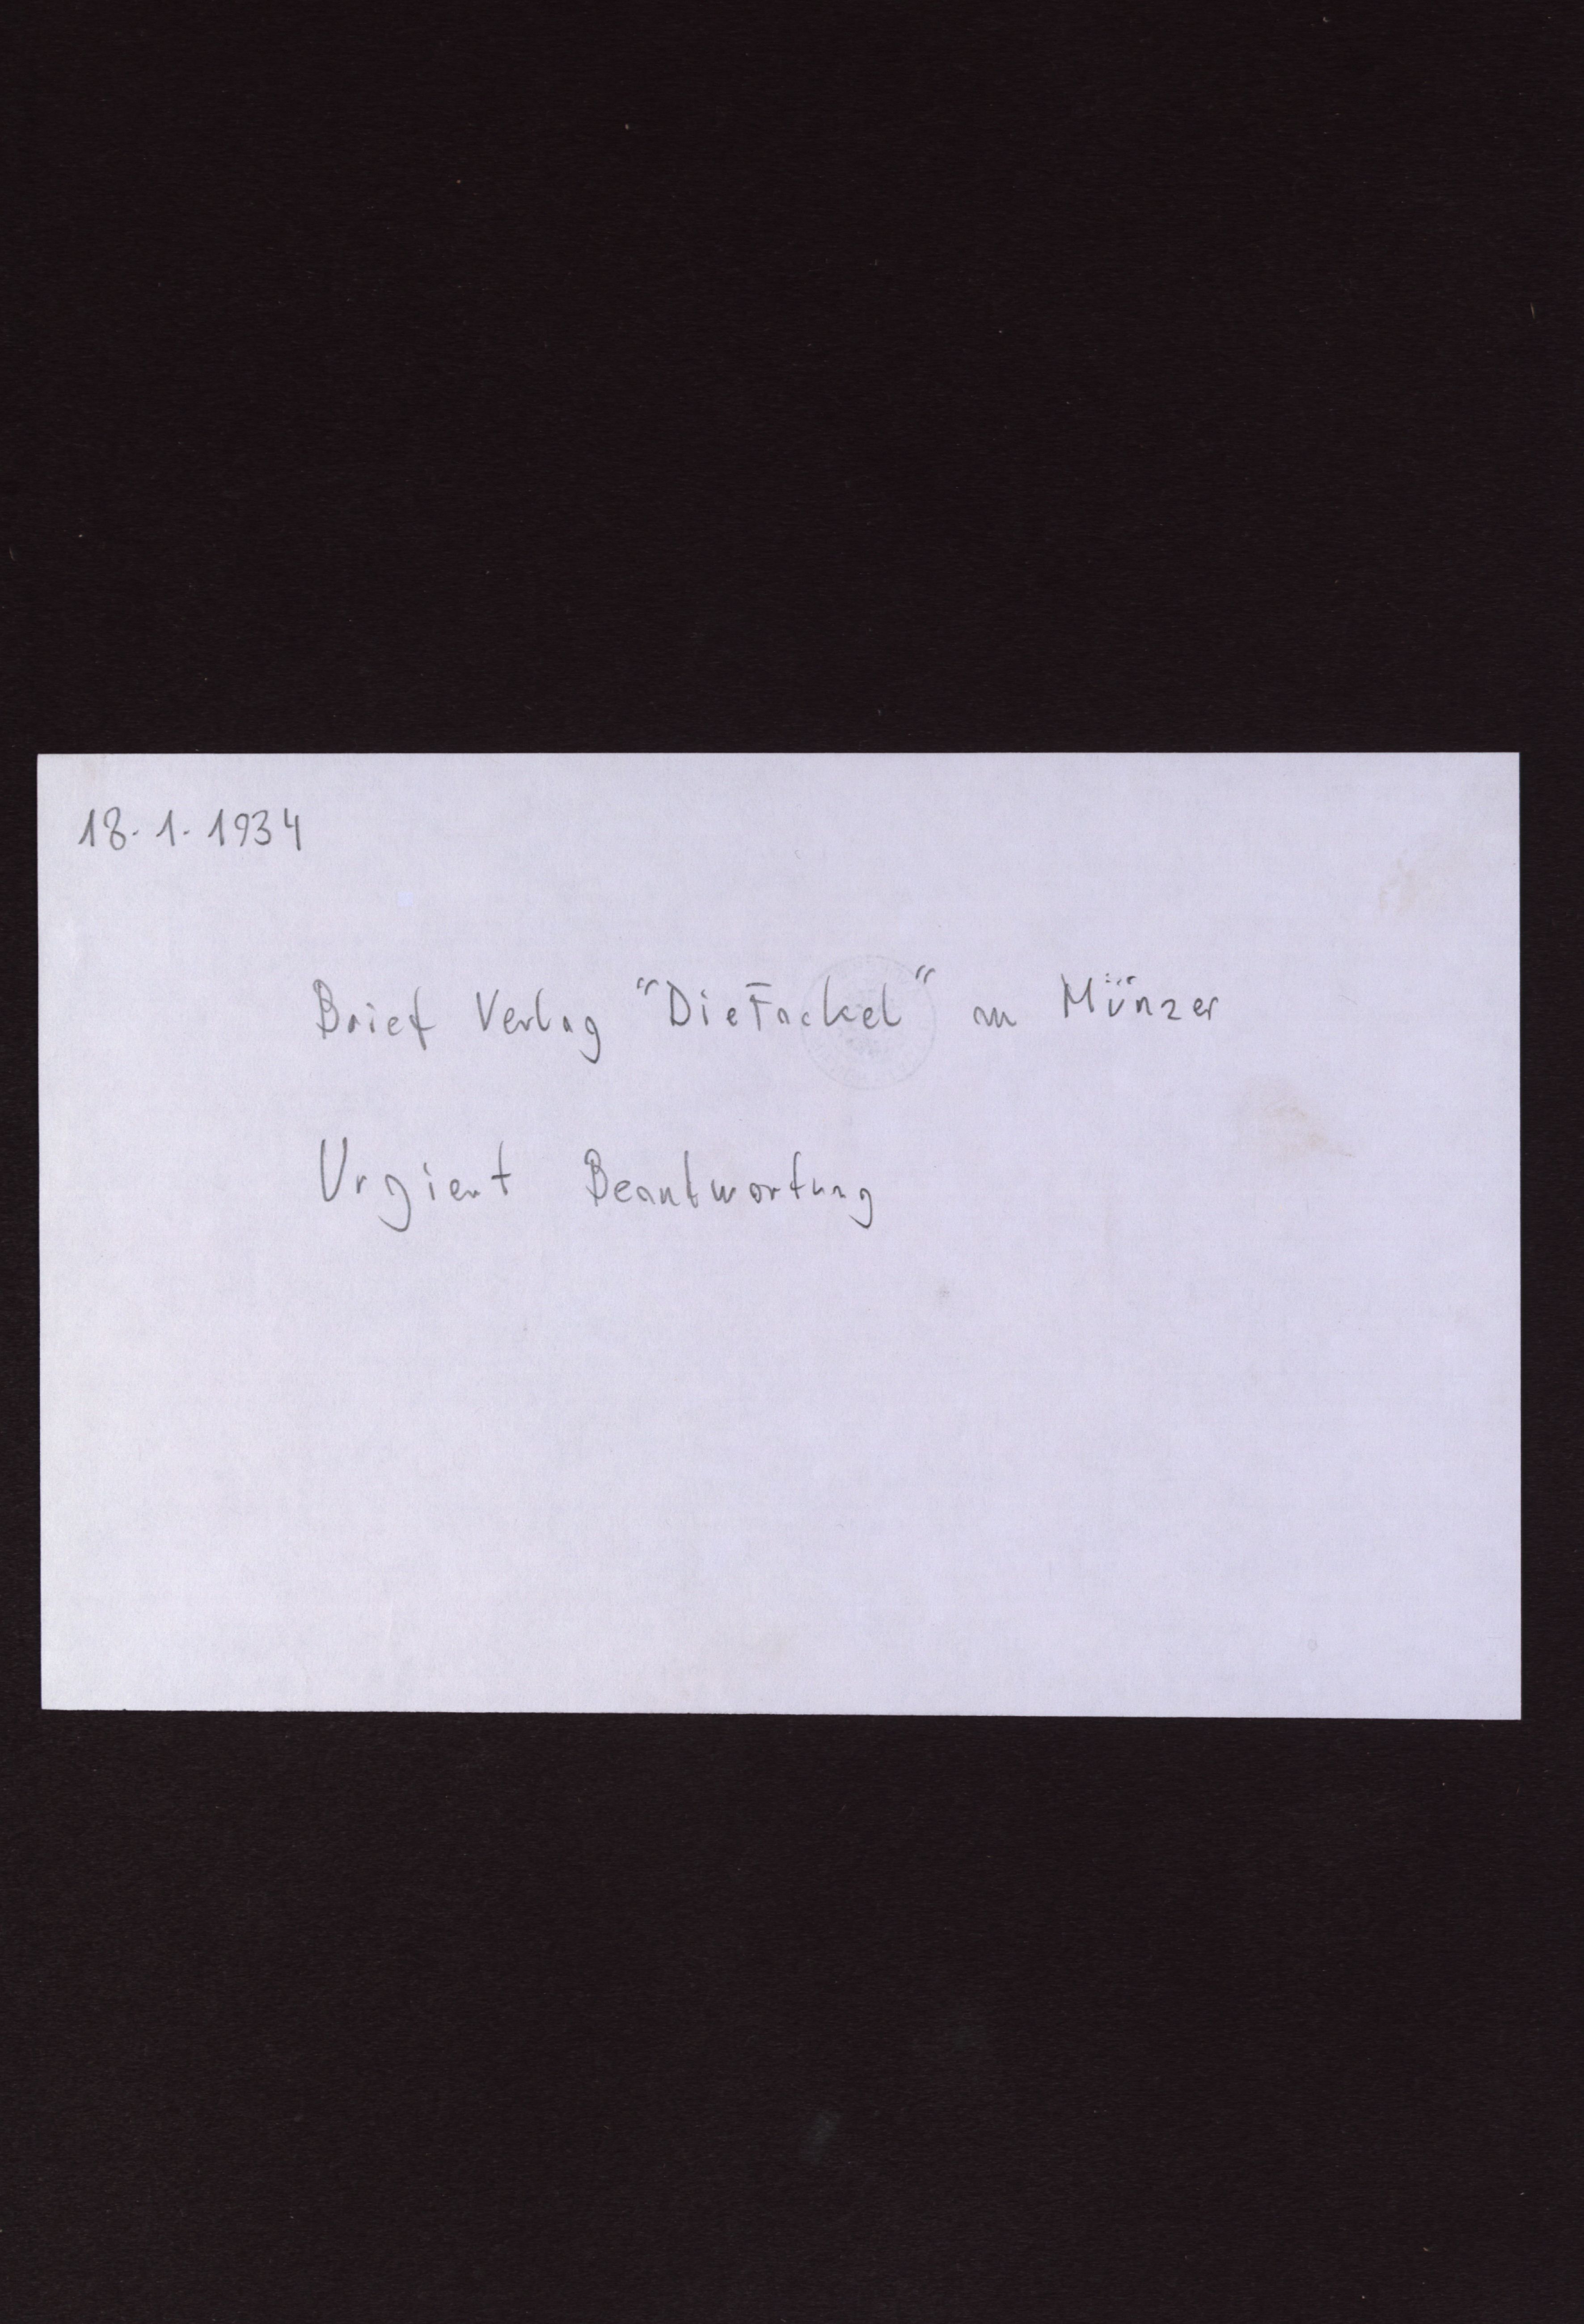 18. 1. 1934
Brief Verlag "Die Fackel" an Münzer
Urgiert Beantwortung